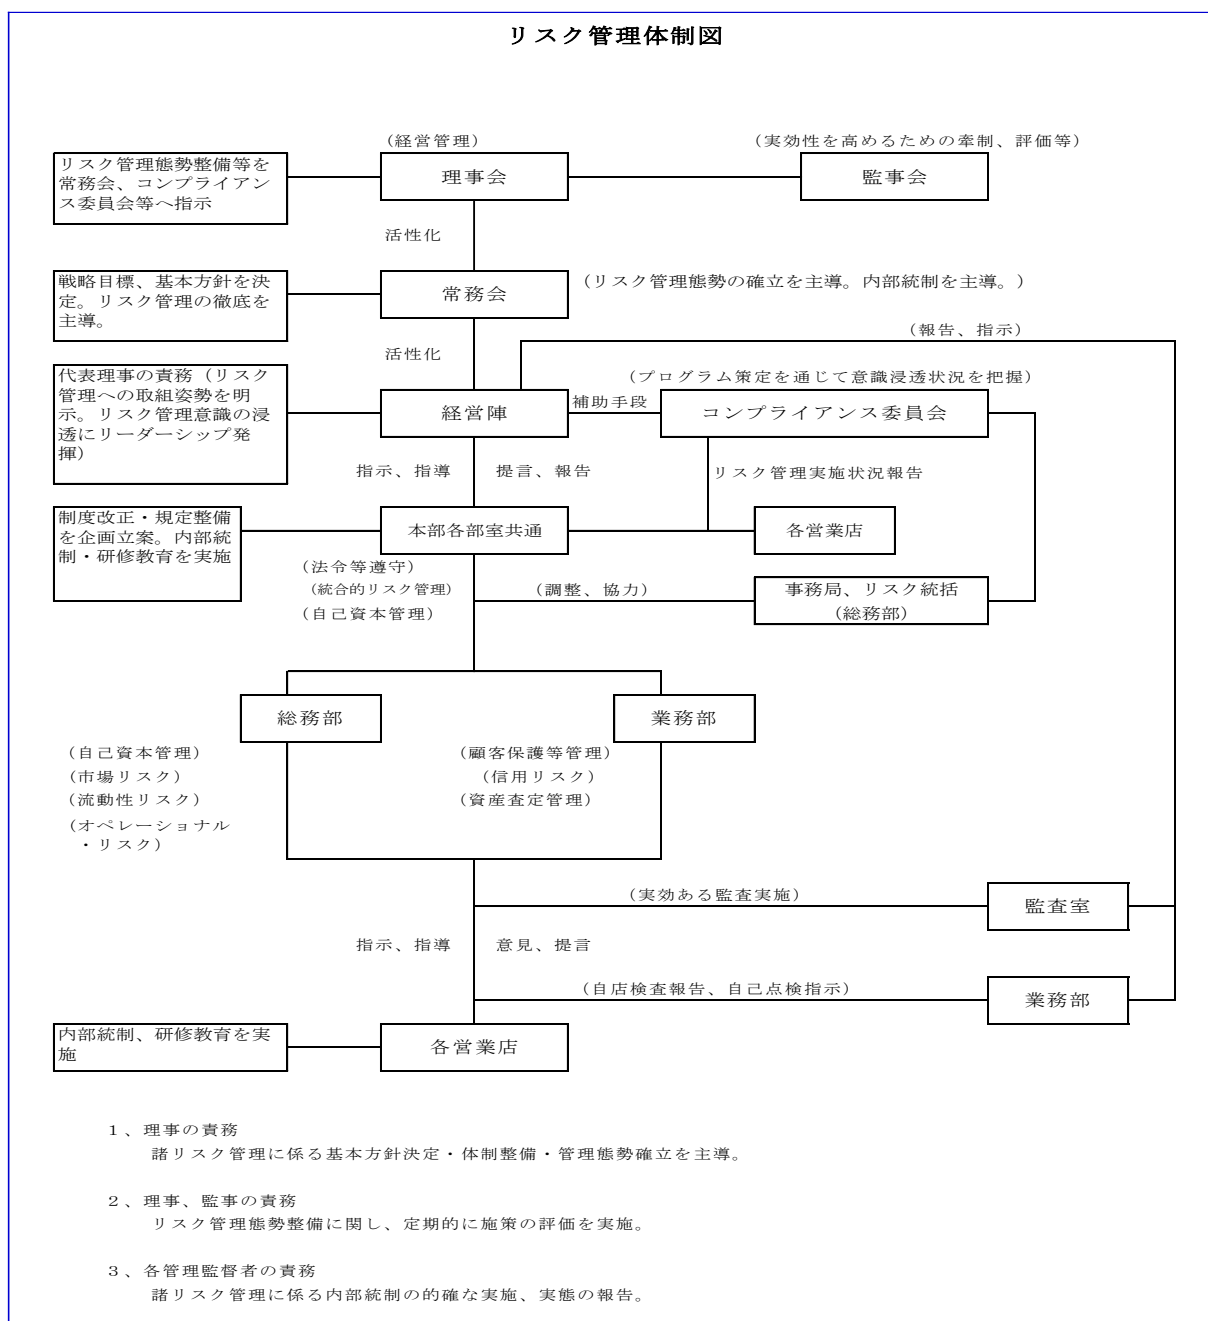 リスク管理体制図
（経営管理）
（実効性を高めるための牽制、評価等）
リスク管理態勢整備等を
常務会、コンプライアン
ス委員会等へ指示
理事会
監事会
活性化
戦略目標、基本方針を決
定。リスク管理の徹底を
主導。
常務会
（リスク管理態勢の確立を主導。内部統制を主導。）
（報告、指示）
活性化
代表理事の責務（リスク
管理への取組姿勢を明
示。リスク管理意識の浸
透にリーダーシップ発
揮）
（プログラム策定を通じて意識浸透状況を把握）
経営陣
補助手段
コンプライアンス委員会
指示、指導
提言、報告
リスク管理実施状況報告
制度改正・規定整備
を企画立案。内部統
制・研修教育を実施
本部各部室共通
各営業店
（法令等遵守）
（統合的リスク管理）
（自己資本管理）
（調整、協力）
事務局、リスク統括
（総務部）
総務部
業務部
（自己資本管理）
（市場リスク）
（流動性リスク）
（オペレーショナル
・リスク）
（顧客保護等管理）
（信用リスク）
（資産査定管理）
（実効ある監査実施）
監査室
指示、指導
意見、提言
（自店検査報告、自己点検指示）
業務部
内部統制、研修教育を実
施
各営業店
１、理事の責務
諸リスク管理に係る基本方針決定・体制整備・管理態勢確立を主導。
２、理事、監事の責務
リスク管理態勢整備に関し、定期的に施策の評価を実施。
３、各管理監督者の責務
諸リスク管理に係る内部統制の的確な実施、実態の報告。